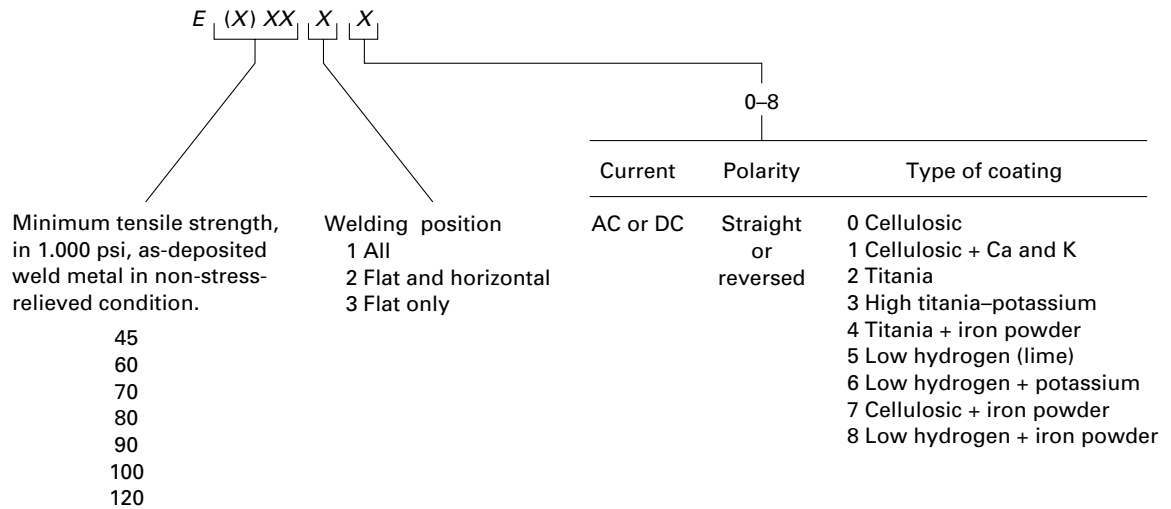 E (X) XX X X
0–8
Current Polarity Type of coating
AC or DC Straight or reversed
0 Cellulosic
1 Cellulosic + Ca and K
2 Titania
3 High titania–potassium
4 Titania + iron powder
5 Low hydrogen (lime)
6 Low hydrogen + potassium
7 Cellulosic + iron powder
8 Low hydrogen + iron powder
Minimum tensile strength,
in 1.000 psi, as-deposited
weld metal in non-stress-
relieved condition.
45
60
70
80
90
100
120
Welding position
1 All
2 Flat and horizontal
3 Flat only